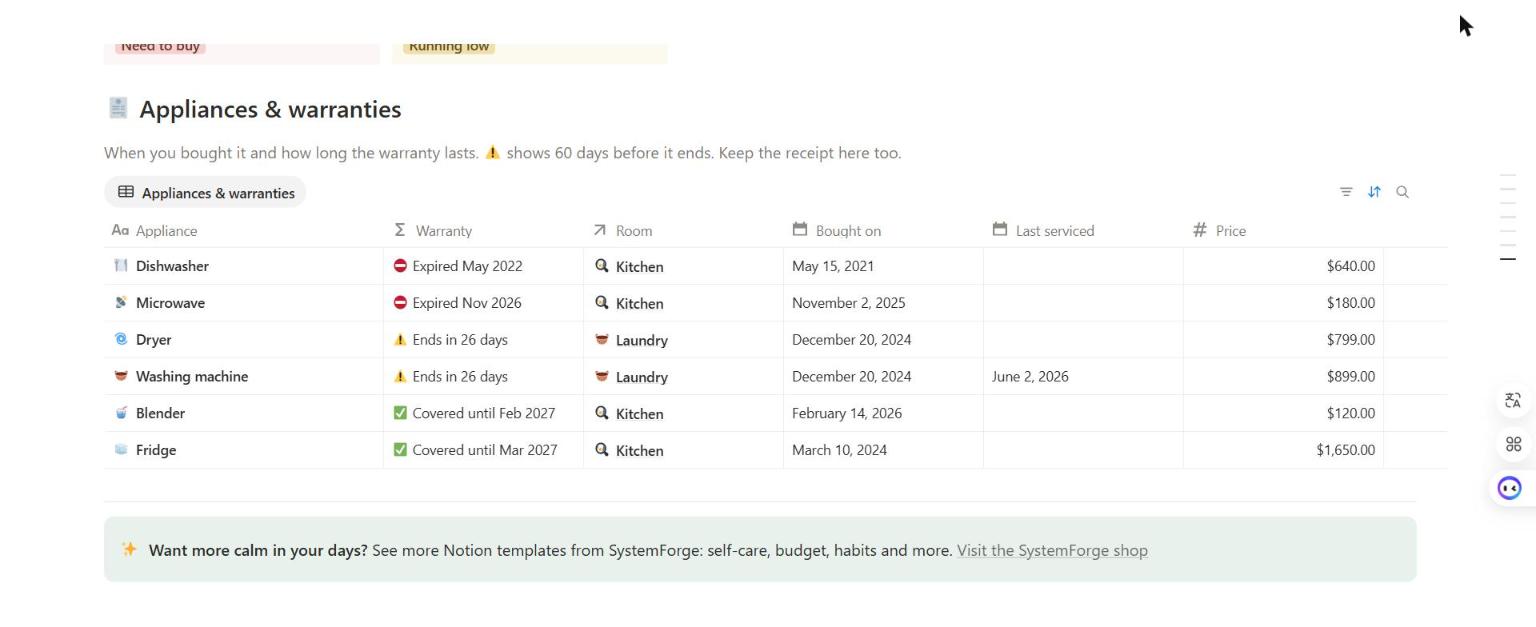 Need to buy
Running low
Appliances & warranties
When you bought it and how long the warranty lasts. ⚠️ shows 60 days before it ends. Keep the receipt here too.
Appliances & warranties
Aa Appliance Σ Warranty Room Bought on Last serviced # Price
Dishwasher Expired May 2022 Kitchen May 15, 2021 $640.00
Microwave Expired Nov 2026 Kitchen November 2, 2025 $180.00
Dryer Ends in 26 days Laundry December 20, 2024 $799.00
Washing machine Ends in 26 days Laundry December 20, 2024 June 2, 2026 $899.00
Blender Covered until Feb 2027 Kitchen February 14, 2026 $120.00
Fridge Covered until Mar 2027 Kitchen March 10, 2024 $1,650.00
Want more calm in your days? See more Notion templates from SystemForge: self-care, budget, habits and more. Visit the SystemForge shop